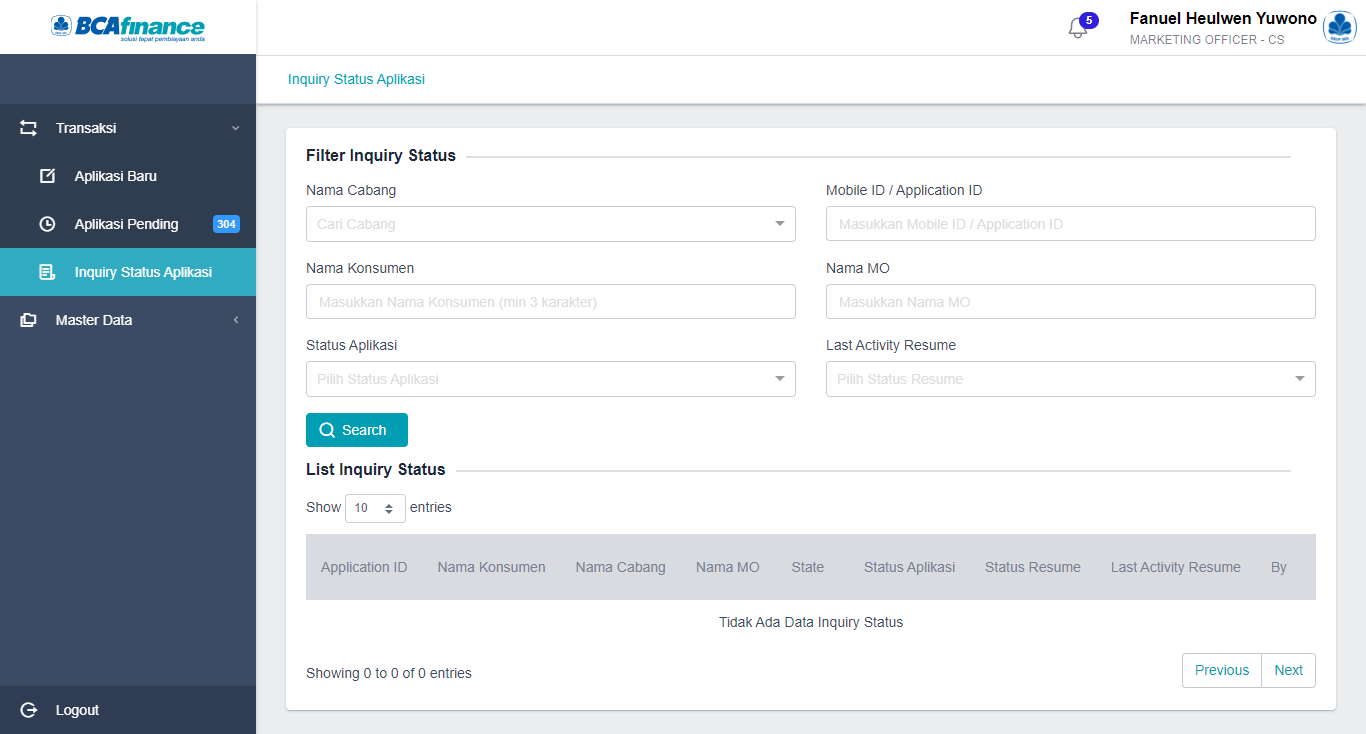 BCAfinance
solusi tepat pembiayaan anda
5
Fanuel Heulwen Yuwono
MARKETING OFFICER - CS
Inquiry Status Aplikasi
Transaksi
Aplikasi Baru
Aplikasi Pending 304
Inquiry Status Aplikasi
Master Data
Logout
Filter Inquiry Status
Nama Cabang
Cari Cabang
Mobile ID / Application ID
Masukkan Mobile ID / Application ID
Nama Konsumen
Masukkan Nama Konsumen (min 3 karakter)
Nama MO
Masukkan Nama MO
Status Aplikasi
Pilih Status Aplikasi
Last Activity Resume
Pilih Status Resume
Search
List Inquiry Status
Show 10 entries
Application ID Nama Konsumen Nama Cabang Nama MO State Status Aplikasi Status Resume Last Activity Resume By
Tidak Ada Data Inquiry Status
Showing 0 to 0 of 0 entries
Previous Next